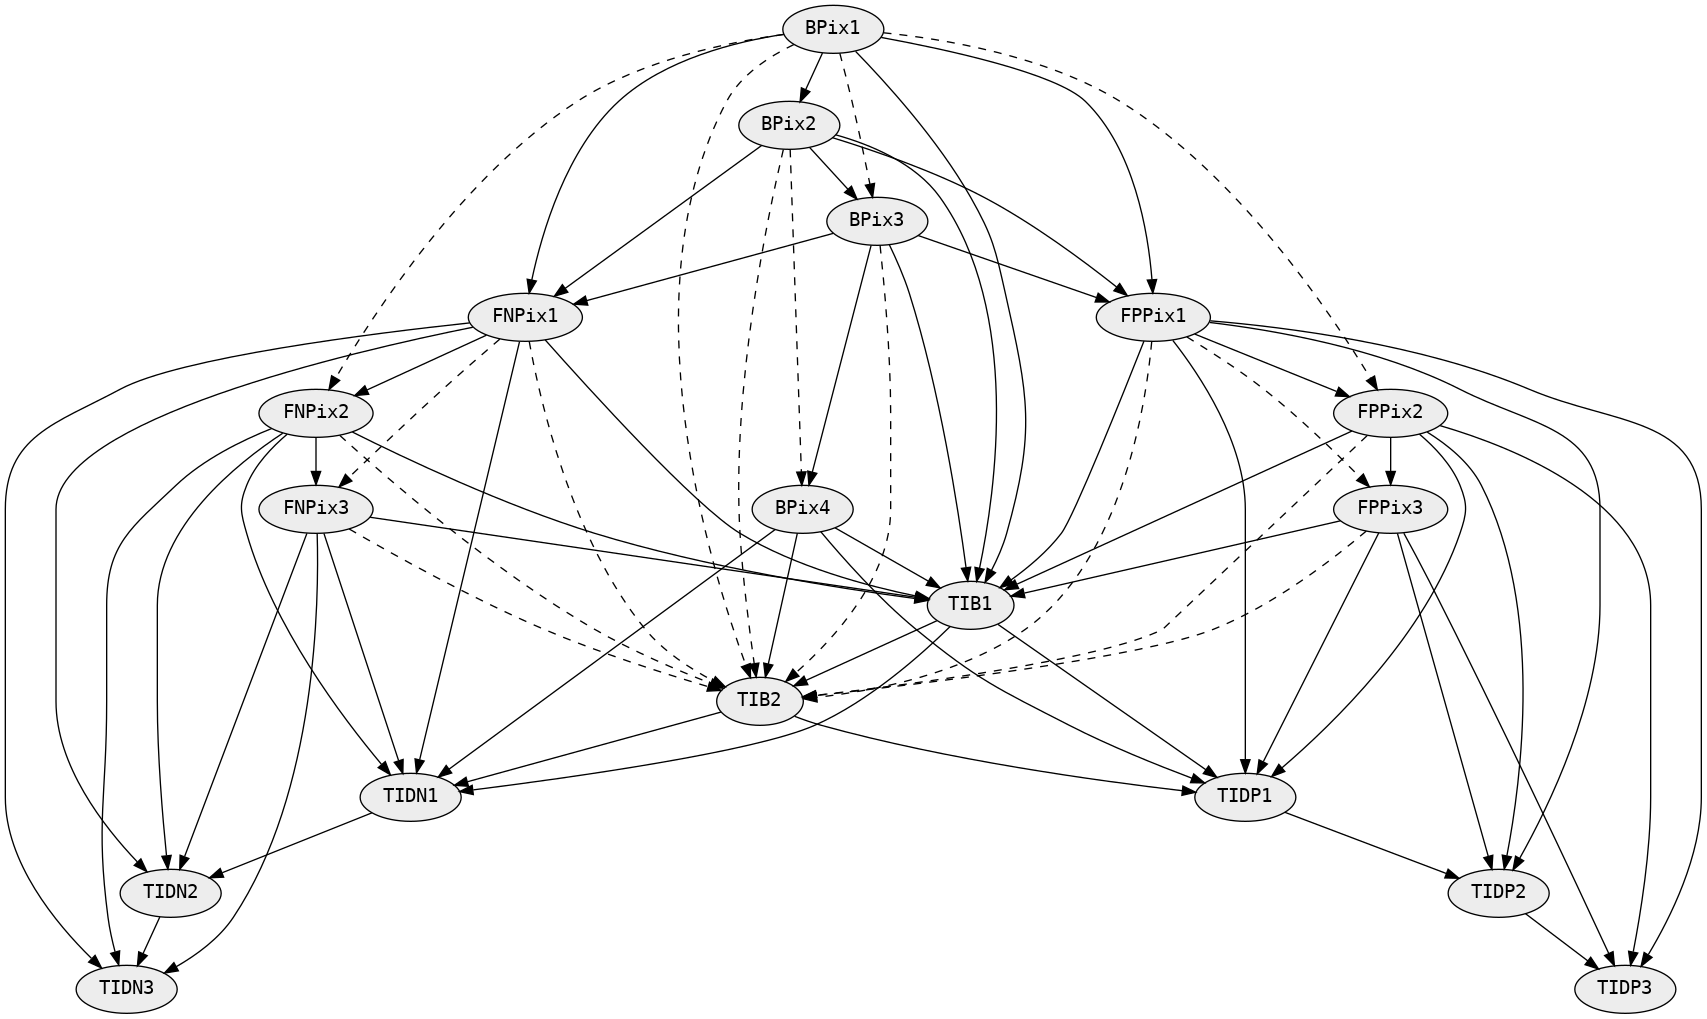 BPix1
BPix2
BPix3
FNPix1
FPPix1
FNPix2
FPPix2
FNPix3
BPix4
FPPix3
TIB1
TIB2
TIDN1
TIDP1
TIDN2
TIDP2
TIDN3
TIDP3